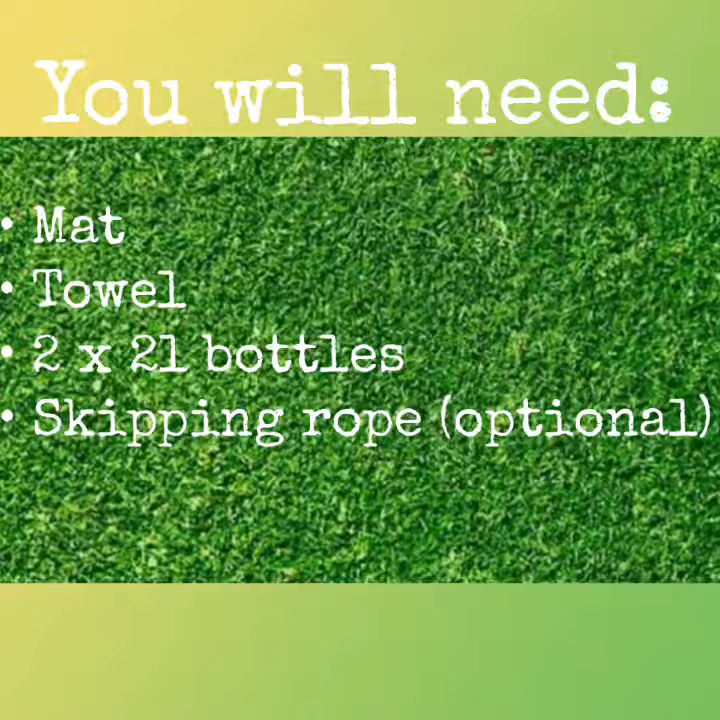 You will need:
• Mat
• Towel
• 2 x 2l bottles
• Skipping rope (optional)